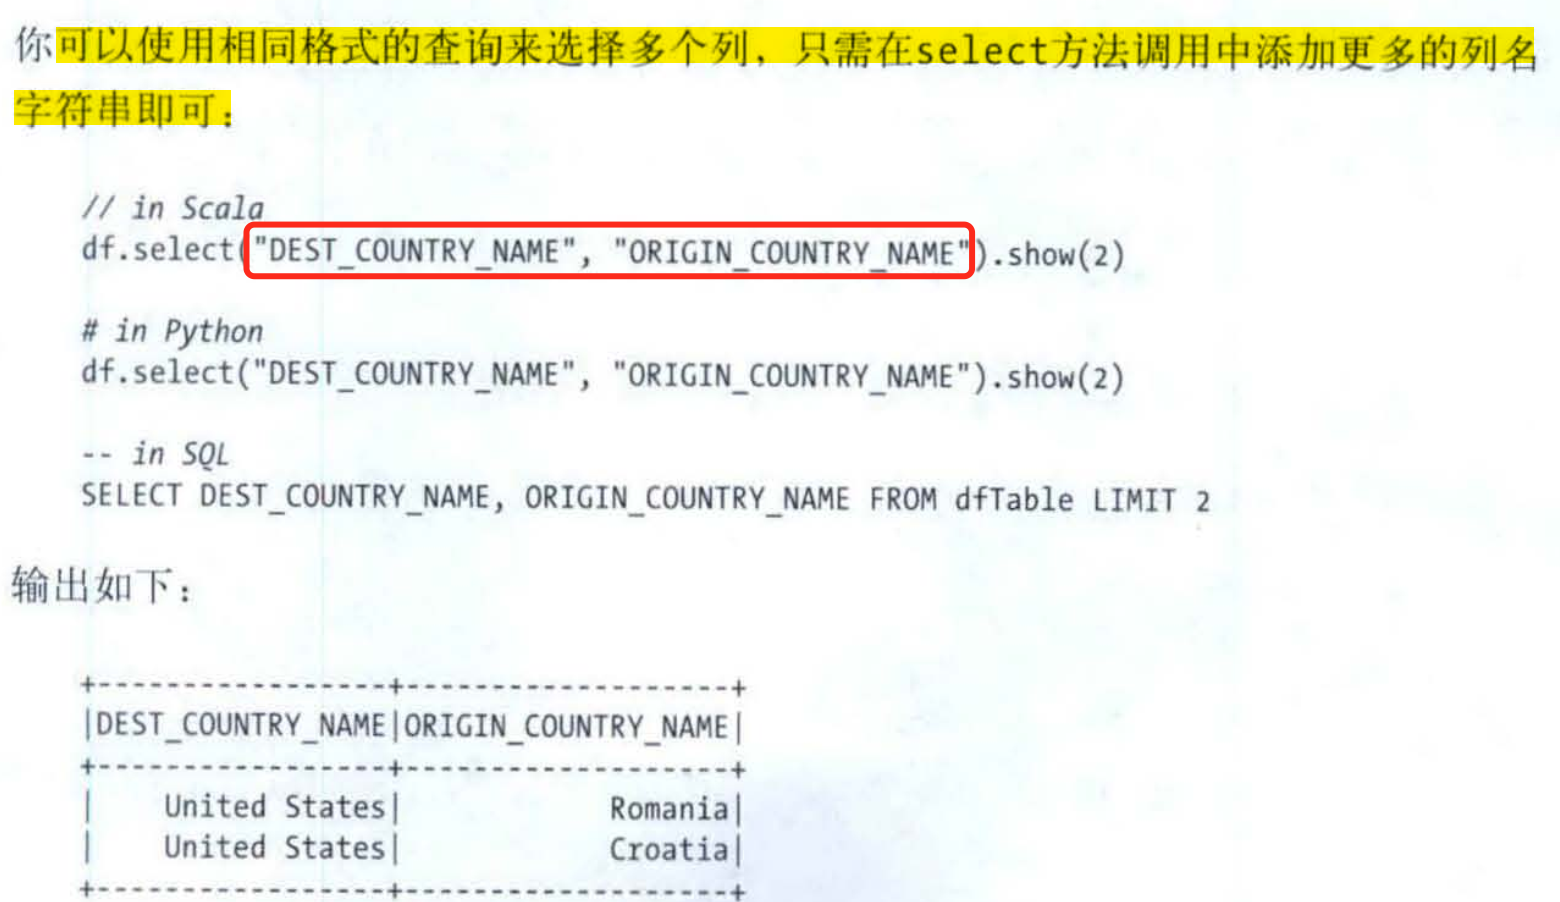 你可以使用相同格式的查询来选择多个列，只需在select方法调用中添加更多的列名
字符串即可：
// in Scala
df.select("DEST_COUNTRY_NAME", "ORIGIN_COUNTRY_NAME").show(2)
# in Python
df.select("DEST_COUNTRY_NAME", "ORIGIN_COUNTRY_NAME").show(2)
-- in SQL
SELECT DEST_COUNTRY_NAME, ORIGIN_COUNTRY_NAME FROM dfTable LIMIT 2
输出如下：
+-----------------+-------------------+
|DEST_COUNTRY_NAME|ORIGIN_COUNTRY_NAME|
+-----------------+-------------------+
|    United States|            Romania|
|    United States|            Croatia|
+-----------------+-------------------+